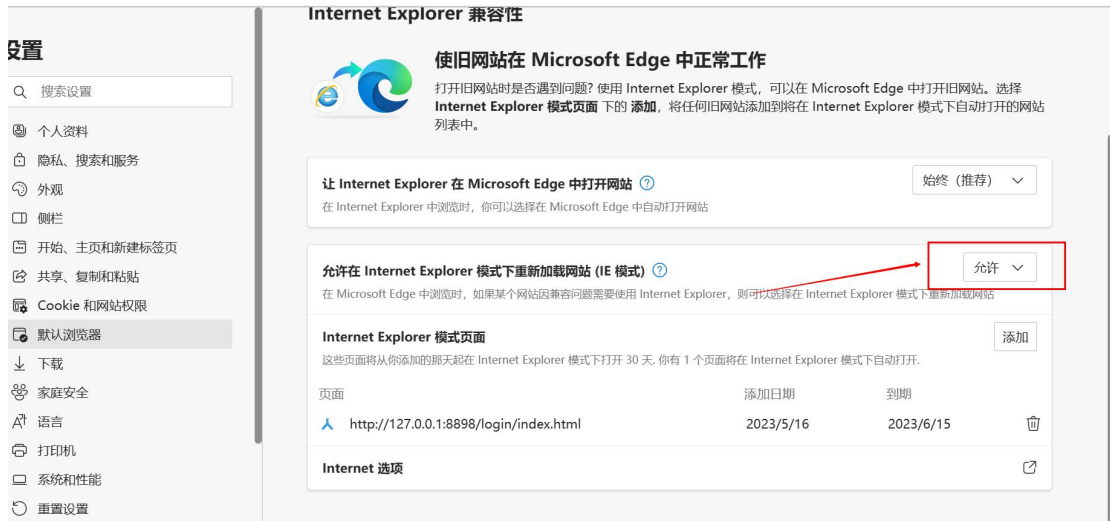 Internet Explorer 兼容性
设置
搜索设置
个人资料
隐私、搜索和服务
外观
侧栏
开始、主页和新建标签页
共享、复制和粘贴
Cookie 和网站权限
默认浏览器
下载
家庭安全
语言
打印机
系统和性能
重置设置
使旧网站在 Microsoft Edge 中正常工作
打开旧网站时是否遇到问题? 使用 Internet Explorer 模式，可以在 Microsoft Edge 中打开旧网站。选择
Internet Explorer 模式页面 下的 添加，将任何旧网站添加到将在 Internet Explorer 模式下自动打开的网站
列表中。
让 Internet Explorer 在 Microsoft Edge 中打开网站
始终（推荐）
在 Internet Explorer 中浏览时，你可以选择在 Microsoft Edge 中自动打开网站
允许在 Internet Explorer 模式下重新加载网站 (IE 模式)
允许
在 Microsoft Edge 中浏览时，如果某个网站因兼容问题需要使用 Internet Explorer，则可以选择在 Internet Explorer 模式下重新加载网站
Internet Explorer 模式页面
添加
这些页面将从你添加的那天起在 Internet Explorer 模式下打开 30 天. 你有 1 个页面将在 Internet Explorer 模式下自动打开.
页面 添加日期 到期
http://127.0.0.1:8898/login/index.html 2023/5/16 2023/6/15
Internet 选项